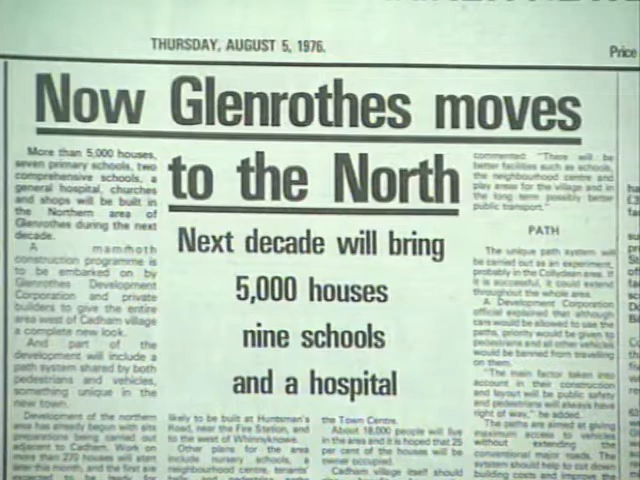 THURSDAY, AUGUST 5, 1976.
Price
Now Glenrothes moves
to the North
Next decade will bring
5,000 houses
nine schools
and a hospital
More than 5,000 houses,
seven primary schools, two
comprehensive schools, a
general hospital, churches
and shops will be built in
the Northern area of
Glenrothes during the next
decade.
A mammoth
construction programme is
to be embarked on by
Glenrothes Development
Corporation and private
builders to give the entire
area west of Cadham village
a complete new look.
And part of the
development will include a
path system shared by both
pedestrians and vehicles,
something unique in the
new town.
Development of the northern
area has already begun with site
preparations being carried out
adjacent to Cadham. Work on
more than 270 houses will start
later this month, and the first are
expected to be ready for
likely to be built at Huntsman's
Road, near the Fire Station, and
to the west of Whinnyknowe.
Other plans for the area
include nursery schools, a
neighbourhood centre, tenants'
the Town Centre.
About 18,000 people will live
in the area and it is hoped that 25
per cent of the houses will be
owner occupied.
Cadham village itself should
commented: "There will be
better facilities such as schools,
the neighbourhood centre and
play areas for the village and in
the long term possibly better
public transport."
PATH
The unique path system will
be carried out as an experiment,
probably in the Collydean area. If
it is successful, it could extend
throughout the whole area.
A Development Corporation
official explained that although
cars would be allowed to use the
paths, priority would be given to
pedestrians and all other vehicles
would be banned from travelling
on them.
"The main factor taken into
account in their construction
and layout will be public safety
and pedestrians will always have
right of way," he added.
The paths are aimed at giving
maximum access to vehicles
without extending the
conventional major roads. The
system should help to cut down
building costs and improve the